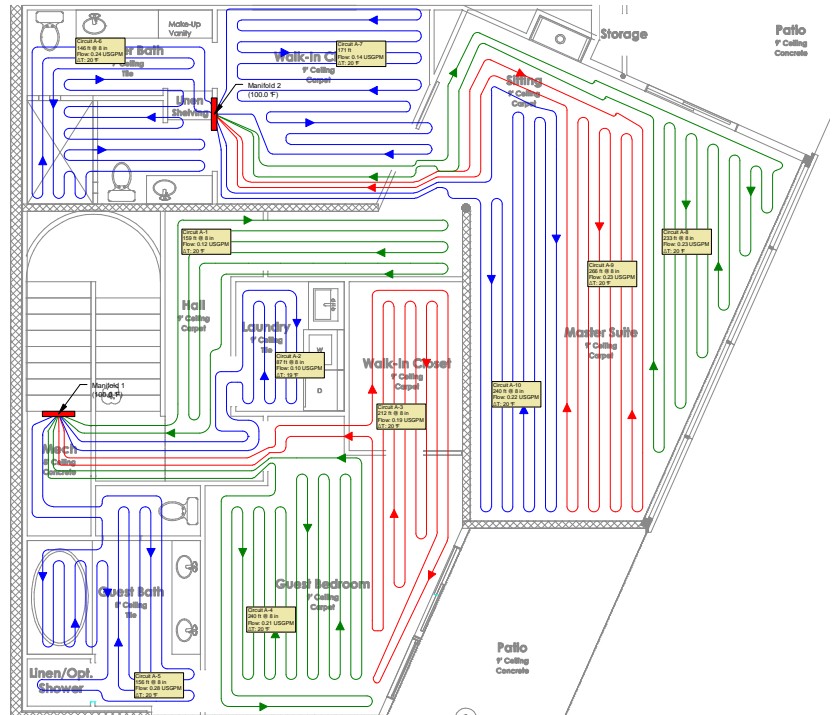 Make-Up
Vanity
Storage
Patio
9' Ceiling
Concrete
Circuit A-6
146 ft @ 8 in
Flow: 0.24 USGPM
ΔT: 20 °F
Bath
Tile
Circuit A-7
171 ft
Flow: 0.14 USGPM
ΔT: 20 °F
9' Ceiling
Carpet
Manifold 2
(100.0 °F)
Linen
Shelving
Sitting
9' Ceiling
Carpet
Circuit A-1
159 ft @ 8 in
Flow: 0.12 USGPM
ΔT: 20 °F
Circuit A-8
233 ft @ 8 in
Flow: 0.23 USGPM
ΔT: 20 °F
Circuit A-9
266 ft @ 8 in
Flow: 0.23 USGPM
ΔT: 20 °F
Hall
9' Ceiling
Carpet
Laundry
9' Ceiling
Tile
W
D
Circuit A-2
87 ft @ 8 in
Flow: 0.10 USGPM
ΔT: 19 °F
Master Suite
9' Ceiling
Carpet
Walk-In Closet
9' Ceiling
Carpet
Manifold 1
(100.0 °F)
Circuit A-10
240 ft @ 8 in
Flow: 0.22 USGPM
ΔT: 20 °F
Circuit A-3
212 ft @ 8 in
Flow: 0.19 USGPM
ΔT: 20 °F
Mech
Ceiling
Concrete
Guest Bath
Ceiling
Tile
Guest Bedroom
9' Ceiling
Carpet
Circuit A-4
240 ft @ 8 in
Flow: 0.21 USGPM
ΔT: 20 °F
Patio
9' Ceiling
Concrete
Linen/Opt.
Shower
Circuit A-5
156 ft @ 8 in
Flow: 0.28 USGPM
ΔT: 20 °F